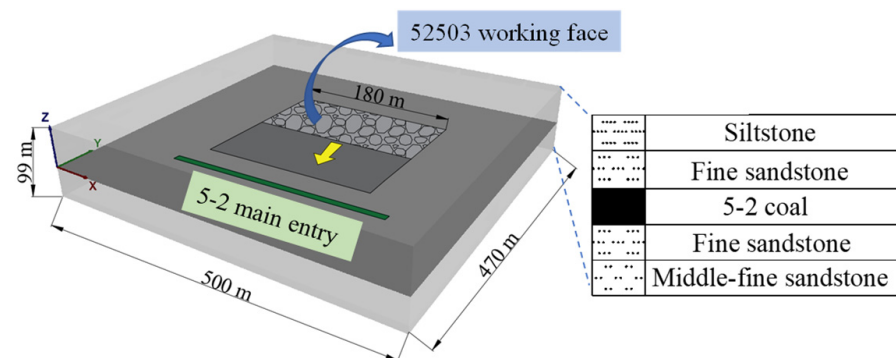 52503 working face
180 m
Z
Y
X
99 m
5-2 main entry
500 m
470 m
Siltstone
Fine sandstone
5-2 coal
Fine sandstone
Middle-fine sandstone